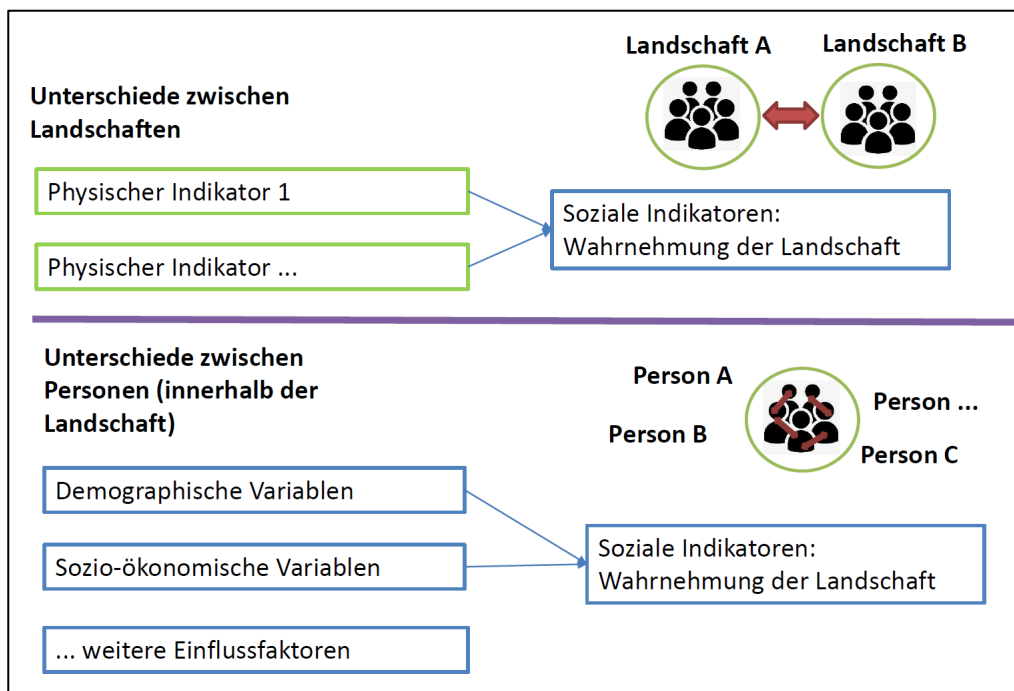 Landschaft A
Landschaft B
Unterschiede zwischen
Landschaften
Physischer Indikator 1
Soziale Indikatoren:
Wahrnehmung der Landschaft
Physischer Indikator ...
Unterschiede zwischen
Personen (innerhalb der
Landschaft)
Person A
Person ...
Person B
Person C
Demographische Variablen
Soziale Indikatoren:
Wahrnehmung der Landschaft
Sozio-ökonomische Variablen
... weitere Einflussfaktoren